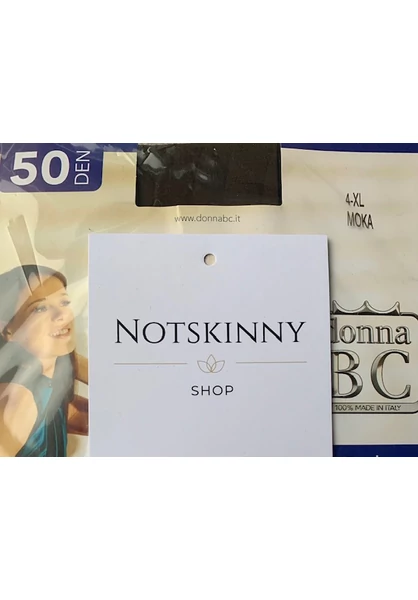 50 DEN
www.donnabc.it
4-XL
MOKA
NOTSKINNY
SHOP
donna
BC
100% MADE IN ITALY